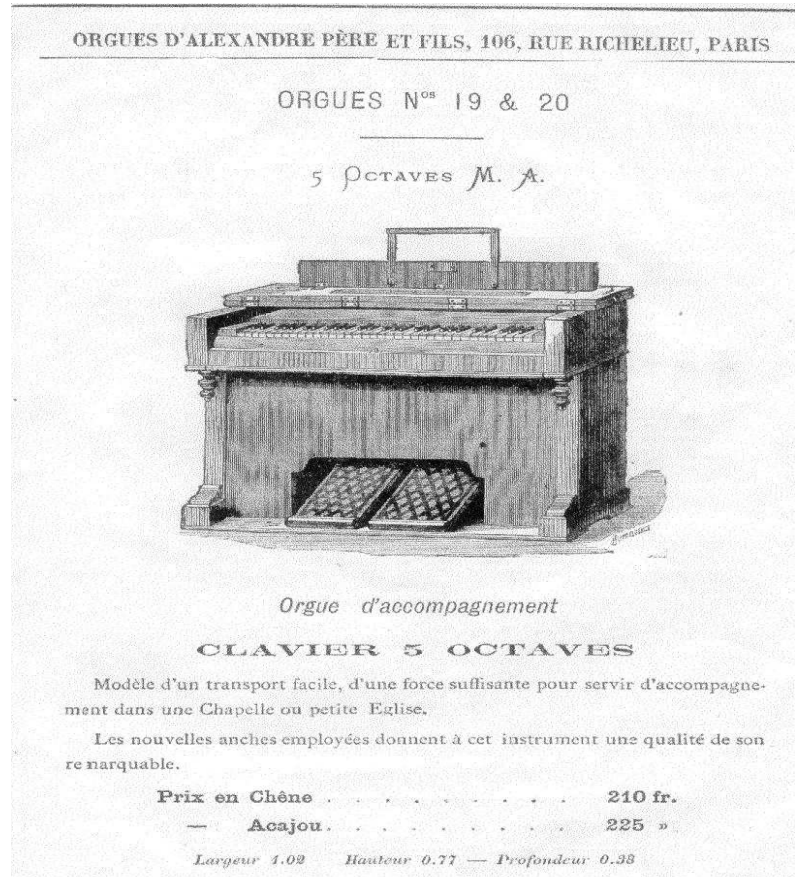 ORGUES D'ALEXANDRE PÈRE ET FILS, 106, RUE RICHELIEU, PARIS
ORGUES Nos 19 & 20
5 OCTAVES M. A.
Orgue d'accompagnement
CLAVIER 5 OCTAVES
Modèle d'un transport facile, d'une force suffisante pour servir d'accompagne-
ment dans une Chapelle ou petite Eglise.
Les nouvelles anches employées donnent à cet instrument une qualité de son
re narquable.
Prix en Chêne . . . . . . . . . 210 fr.
— Acajou . . . . . . . . . 225 »
Largeur 1.02 Hauteur 0.77 — Profondeur 0.38